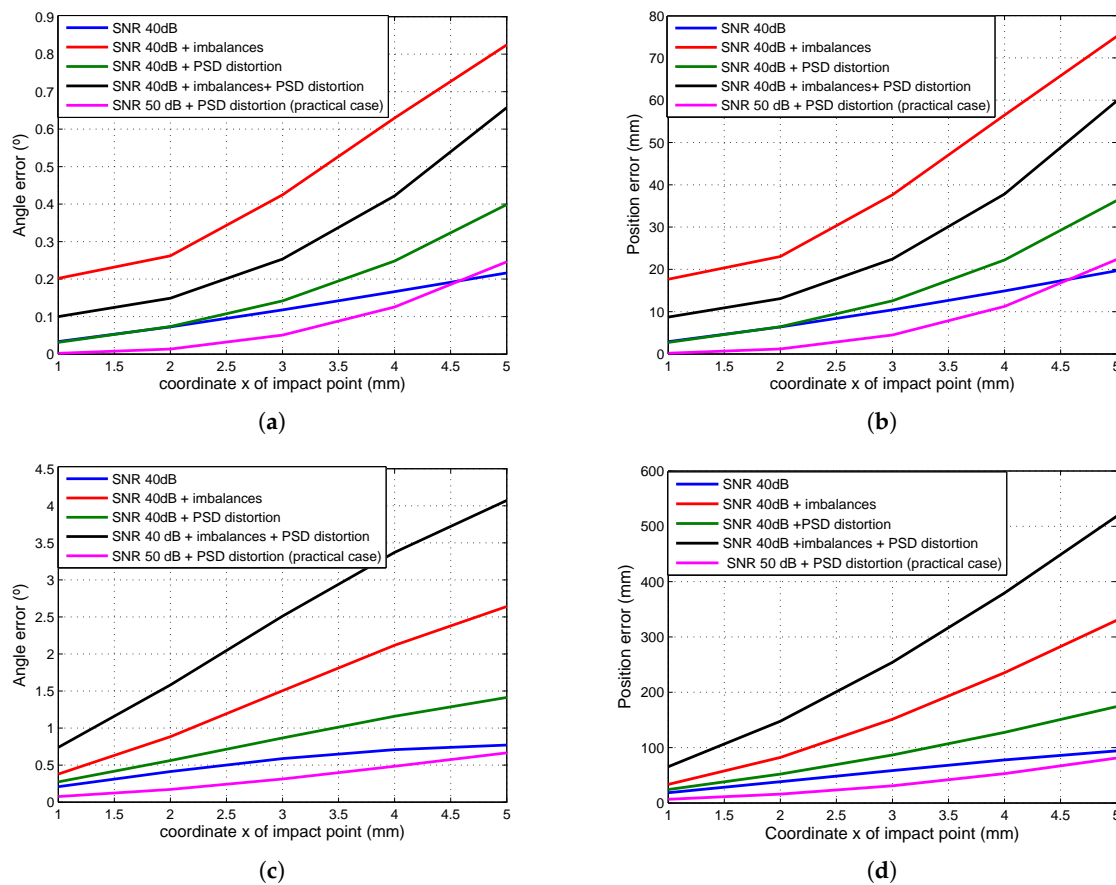 0.9
0.8
0.7
0.6
0.5
0.4
0.3
0.2
0.1
0
Angle error (º)
SNR 40dB
SNR 40dB + imbalances
SNR 40dB + PSD distortion
SNR 40dB + imbalances+ PSD distortion
SNR 50 dB + PSD distortion (practical case)
1 1.5 2 2.5 3 3.5 4 4.5 5
coordinate x of impact point (mm)
(a)
80
70
60
50
40
30
20
10
0
Position error (mm)
SNR 40dB
SNR 40dB + imbalances
SNR 40dB + PSD distortion
SNR 40dB + imbalances+ PSD distortion
SNR 50 dB + PSD distortion (practical case)
1 1.5 2 2.5 3 3.5 4 4.5 5
coordinate x of impact point (mm)
(b)
4.5
4
3.5
3
2.5
2
1.5
1
0.5
0
Angle error (º)
SNR 40dB
SNR 40dB + imbalances
SNR 40dB + PSD distortion
SNR 40 dB + imbalances + PSD distortion
SNR 50 dB + PSD distortion (practical case)
1 1.5 2 2.5 3 3.5 4 4.5 5
coordinate x of impact point (mm)
(c)
600
500
400
300
200
100
0
Position error (mm)
SNR 40dB
SNR 40dB + imbalances
SNR 40dB +PSD distortion
SNR 40dB +imbalances + PSD distortion
SNR 50 dB + PSD distortion (practical case)
1 1.5 2 2.5 3 3.5 4 4.5 5
Coordinate x of impact point (mm)
(d)